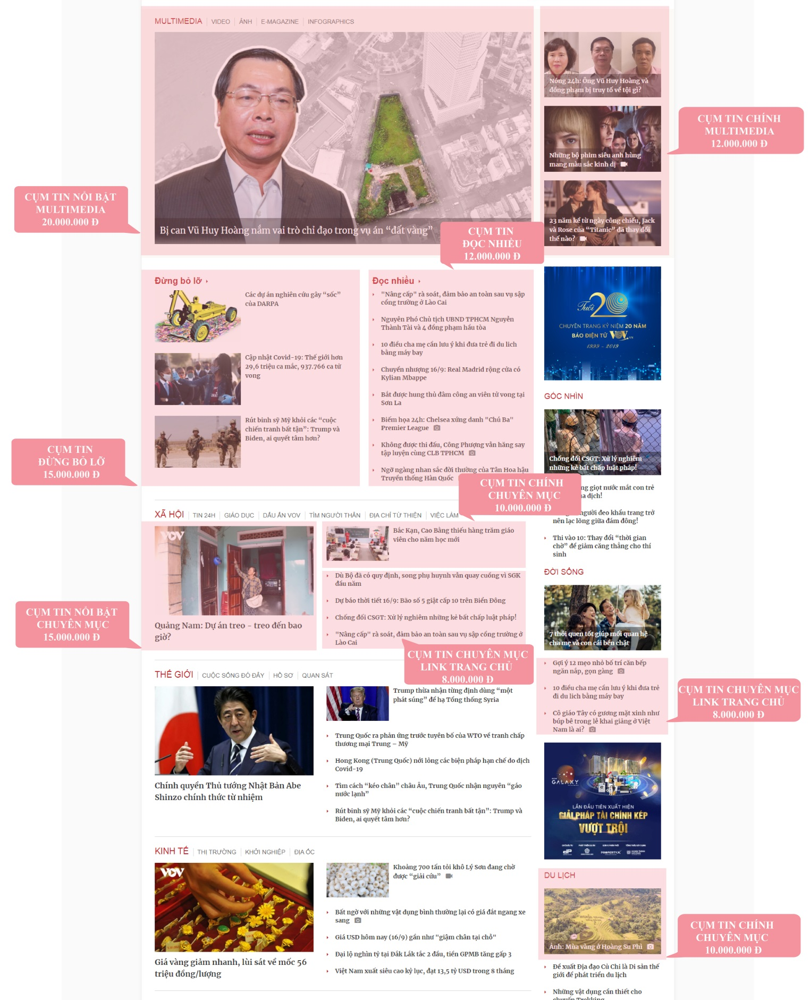 MULTIMEDIA
VIDEO
ẢNH
E-MAGAZINE
INFOGRAPHICS
Bị can Vũ Huy Hoàng nắm vai trò chỉ đạo trong vụ án “đất vàng”
Nóng 24h: Ông Vũ Huy Hoàng và
đồng phạm bị truy tố về tội gì?
Những bộ phim siêu anh hùng
mang màu sắc kinh dị
23 năm kể từ ngày công chiếu, Jack
và Rose của “Titanic” đã thay đổi
thế nào?
CỤM TIN CHÍNH
MULTIMEDIA
12.000.000 Đ
CỤM TIN NỔI BẬT
MULTIMEDIA
20.000.000 Đ
CỤM TIN
ĐỌC NHIỀU
12.000.000 Đ
Đừng bỏ lỡ
Các dự án nghiên cứu gây “sốc”
của DARPA
Cập nhật Covid-19: Thế giới hơn
29,6 triệu ca mắc, 937.766 ca tử
vong
Rút binh sỹ Mỹ khỏi các “cuộc
chiến tranh bất tận”: Trump và
Biden, ai quyết tâm hơn?
CỤM TIN
ĐỪNG BỎ LỠ
15.000.000 Đ
Đọc nhiều
"Nâng cấp" rà soát, đảm bảo an toàn sau vụ sập
cổng trường ở Lào Cai
Nguyên Phó Chủ tịch UBND TPHCM Nguyễn
Thành Tài và 4 đồng phạm hầu tòa
10 điều cha mẹ cần lưu ý khi đưa trẻ đi du lich
bằng máy bay
Chuyển nhượng 16/9: Real Madrid rộng cửa có
Kylian Mbappe
Bắt được hung thủ đâm công an viên tử vong tại
Sơn La
Biếm họa 24h: Chelsea xứng danh "Chú Ba"
Premier League
Không được thi đấu, Công Phượng vẫn hăng say
tập luyện cùng CLB TPHCM
Ngỡ ngàng nhan sắc đời thường của Tân Hoa hậu
Truyền thống Hàn Quốc
Tuổi 20
CHUYÊN TRANG KỶ NIỆM 20 NĂM
BÁO ĐIỆN TỬ VOV.VN
1999 - 2019
GÓC NHÌN
Chống đối CSGT: Xử lý nghiêm
những kẻ bất chấp luật pháp!
ng giọt nước mắt con trẻ
a dịch!
người đeo khẩu trang trở
nên lạc lõng giữa đám đông!
Thi vào 10: Thay đổi “thời gian
chờ” để giảm căng thẳng cho thí
sinh
CỤM TIN CHÍNH
CHUYÊN MỤC
10.000.000 Đ
XÃ HỘI
TIN 24H
GIÁO DỤC
DẤU ẤN VOV
TÌM NGƯỜI THÂN
ĐỊA CHỈ TỪ THIỆN
VIỆC LÀM
VOV
Quảng Nam: Dự án treo - treo đến bao
giờ?
Bắc Kạn, Cao Bằng thiếu hàng trăm giáo
viên cho năm học mới
Dù Bộ đã có quy định, song phụ huynh vẫn quay cuồng vì SGK
đầu năm
Dự báo thời tiết 16/9: Bão số 5 giật cấp 10 trên Biển Đông
Chống đối CSGT: Xử lý nghiêm những kẻ bất chấp luật pháp!
"Nâng cấp" rà soát, đảm bảo an toàn sau vụ sập cổng trường ở
Lào Cai
CỤM TIN NỔI BẬT
CHUYÊN MỤC
15.000.000 Đ
CỤM TIN CHUYÊN MỤC
LINK TRANG CHỦ
8.000.000 Đ
ĐỜI SỐNG
7 thói quen tốt giúp mối quan hệ
cha mẹ và con cái bền chặt
Gợi ý 12 mẹo nhỏ bố trí căn bếp
ngăn nắp, gọn gàng
10 điều cha mẹ cần lưu ý khi đưa trẻ
đi du lich bằng máy bay
Cô giáo Tây có gương mặt xinh như
búp bê trong lễ khai giảng ở Việt
Nam là ai?
CỤM TIN CHUYÊN MỤC
LINK TRANG CHỦ
8.000.000 Đ
THẾ GIỚI
CUỘC SỐNG ĐÓ ĐÂY
HỒ SƠ
QUAN SÁT
Chính quyền Thủ tướng Nhật Bản Abe
Shinzo chính thức từ nhiệm
Trump thừa nhận từng định dùng “một
phát súng” để hạ Tổng thống Syria
Trung Quốc ra phản ứng trước tuyên bố của WTO về tranh chấp
thương mại Trung – Mỹ
Hong Kong (Trung Quốc) nới lỏng các biện pháp hạn chế do dịch
Covid-19
Tìm cách “kéo chân” châu Âu, Trung Quốc nhận nguyên “gáo
nước lạnh”
Rút binh sỹ Mỹ khỏi các “cuộc chiến tranh bất tận”: Trump và
Biden, ai quyết tâm hơn?
GALAXY
LẦN ĐẦU TIÊN XUẤT HIỆN
GIẢI PHÁP TÀI CHÍNH KÉP
VƯỢT TRỘI
PROPERTYX
KINH TẾ
THỊ TRƯỜNG
KHỞI NGHIỆP
ĐỊA ỐC
VOV
Giá vàng giảm nhanh, lùi sát về mốc 56
triệu đồng/lượng
Khoảng 700 tấn tỏi khô Lý Sơn đang chờ
được “giải cứu”
Bất ngờ với những vật dụng bình thường lại có giá đắt ngang xe
sang
Giá USD hôm nay (16/9) gần như "giậm chân tại chỗ"
Đại lộ nghìn tỷ tại Đắk Lắk tắc 2 đầu, tiền GPMB tăng gấp 3
Việt Nam xuất siêu cao kỷ lục, đạt 13,5 tỷ USD trong 8 tháng
DU LỊCH
Ảnh: Mùa vàng ở Hoàng Su Phì
CỤM TIN CHÍNH
CHUYÊN MỤC
10.000.000 Đ
Đề xuất Địa đạo Củ Chi là Di sản thế
giới để phát triển du lịch
Những vật dụng cần thiết cho
chuyến Trekking